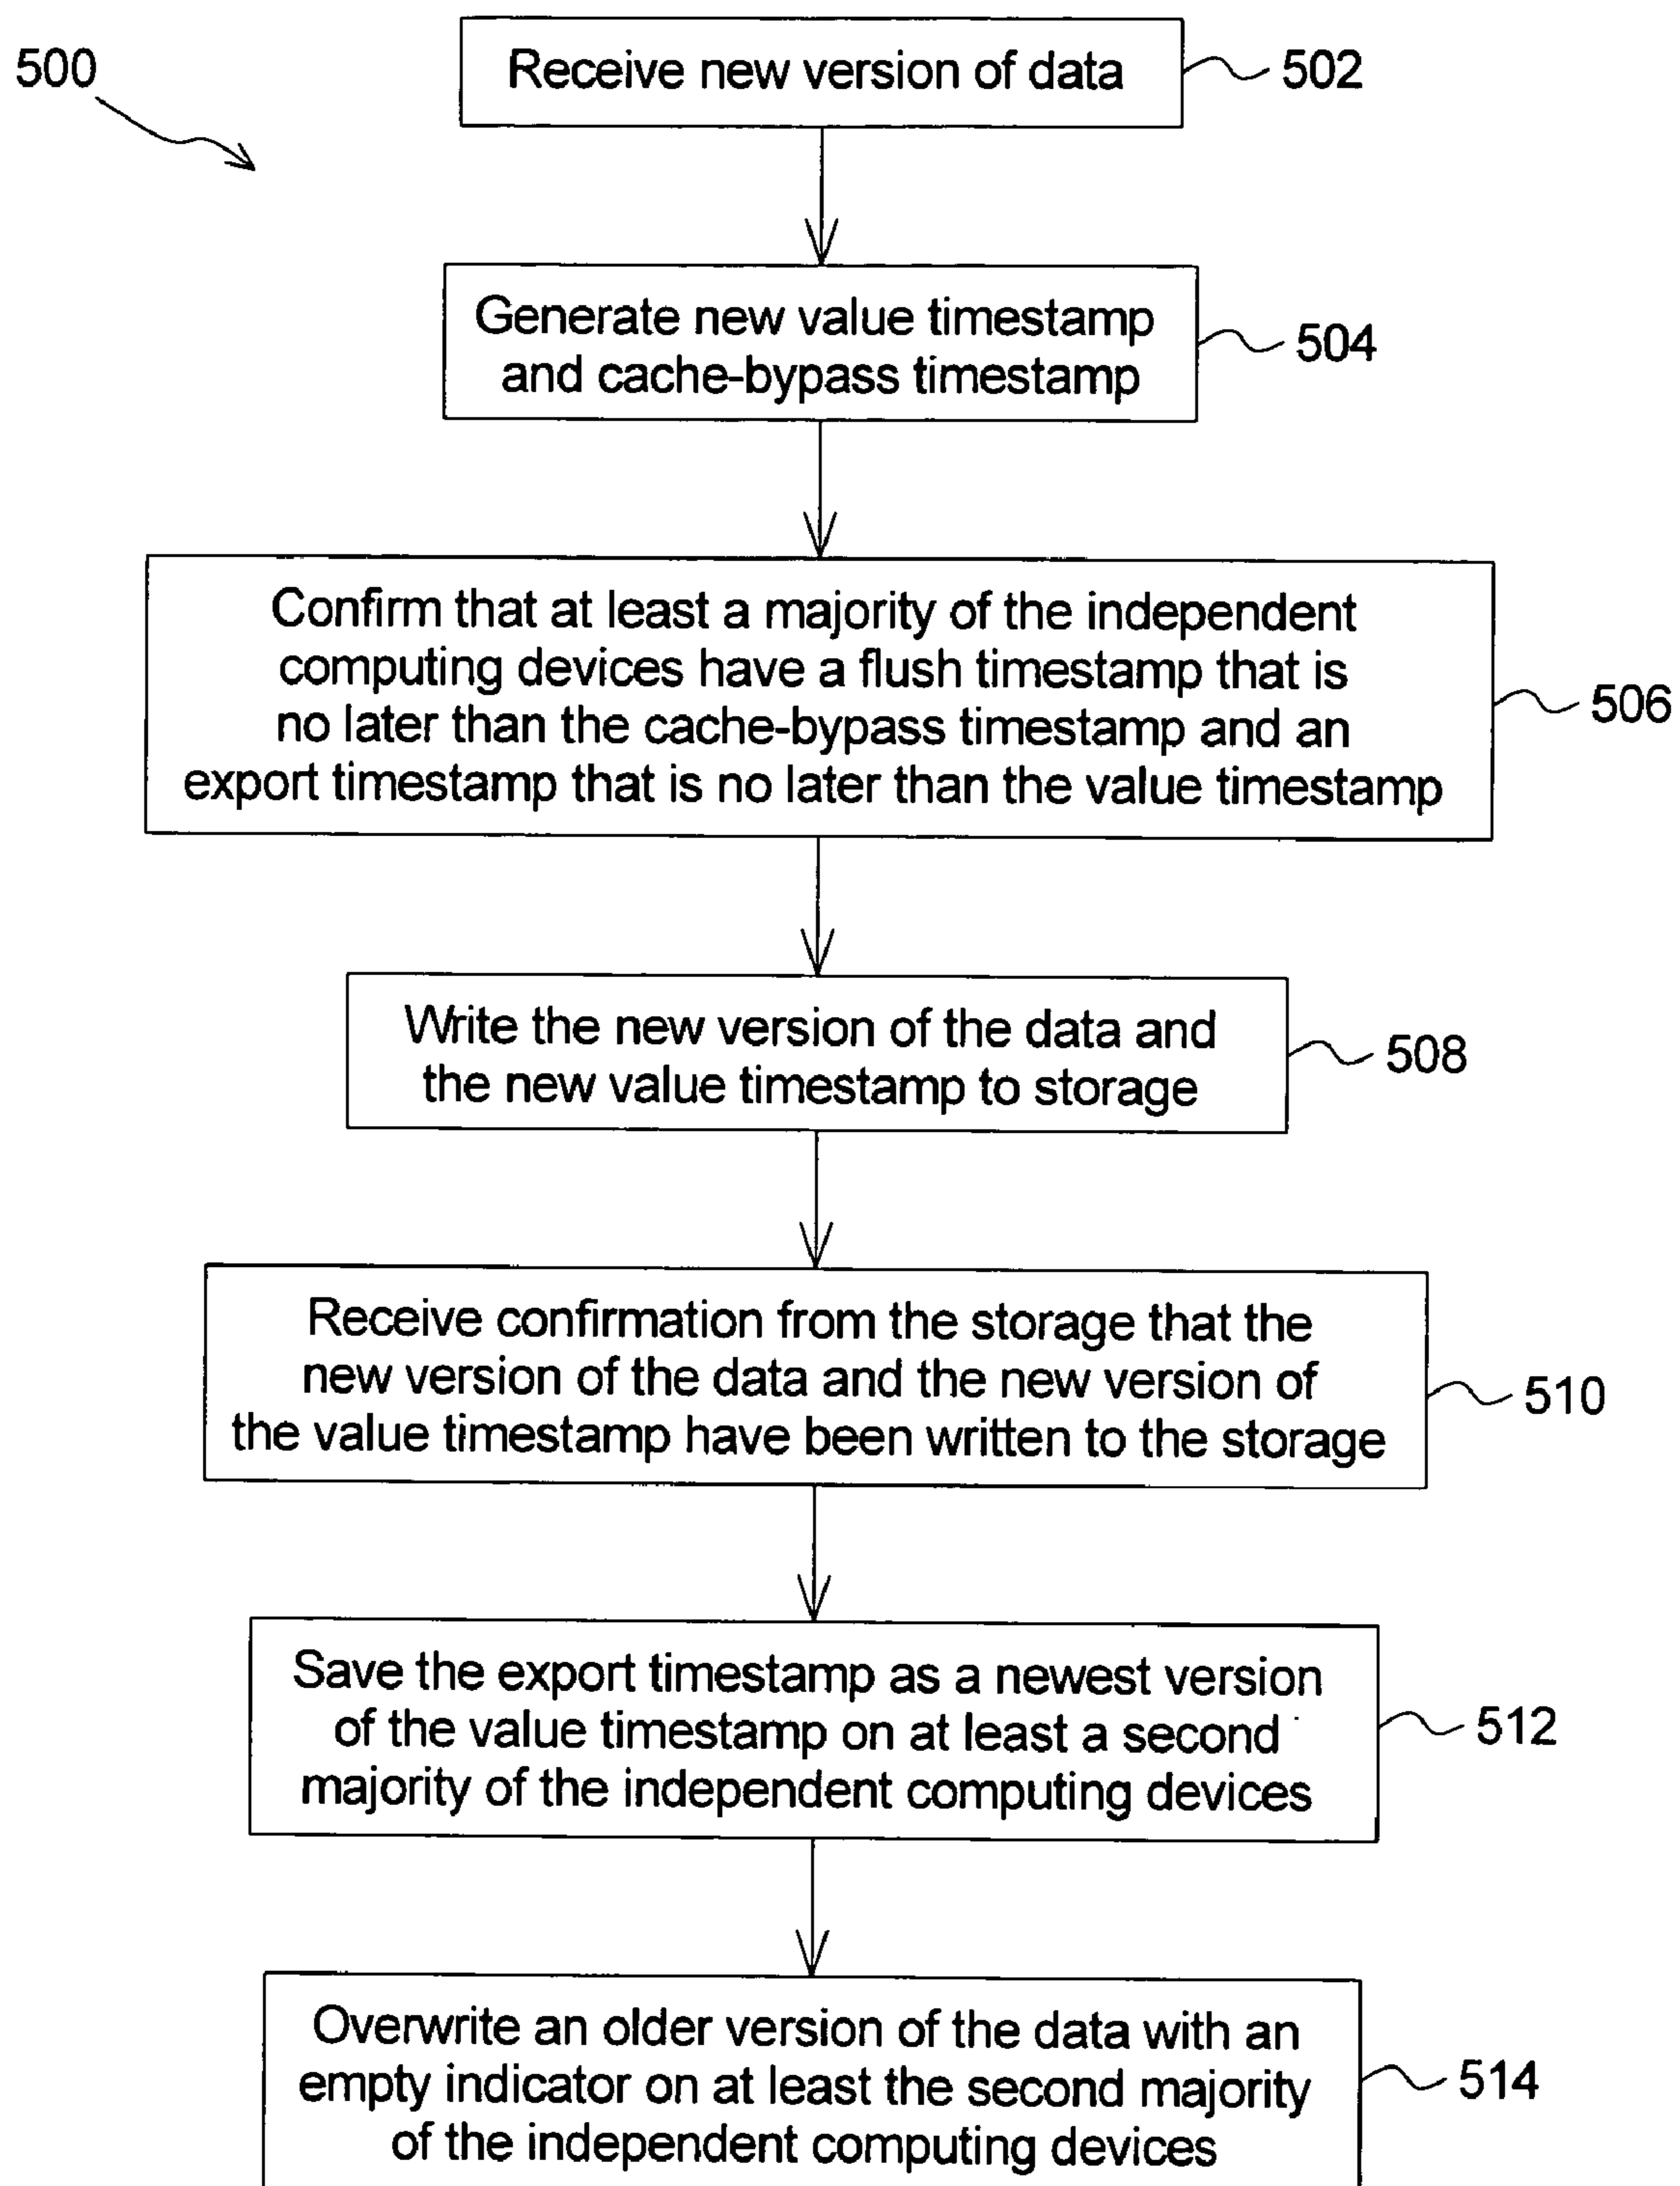 500
Receive new version of data
502
Generate new value timestamp
and cache-bypass timestamp
504
Confirm that at least a majority of the independent
computing devices have a flush timestamp that is
no later than the cache-bypass timestamp and an
export timestamp that is no later than the value timestamp
506
Write the new version of the data and
the new value timestamp to storage
508
Receive confirmation from the storage that the
new version of the data and the new version of
the value timestamp have been written to the storage
510
Save the export timestamp as a newest version
of the value timestamp on at least a second
majority of the independent computing devices
512
Overwrite an older version of the data with an
empty indicator on at least the second majority
of the independent computing devices
514